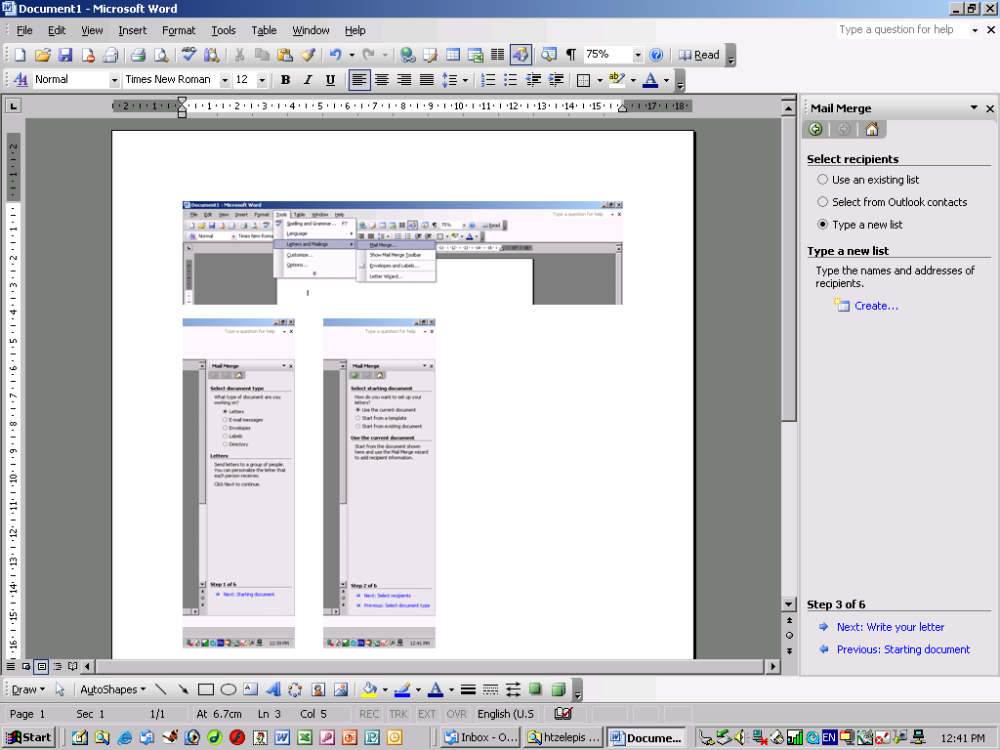 Document1 - Microsoft Word
File Edit View Insert Format Tools Table Window Help
Type a question for help
75%
Read
Normal
Times New Roman
12
B I U
Mail Merge
Select recipients
Use an existing list
Select from Outlook contacts
Type a new list
Type a new list
Type the names and addresses of
recipients.
Create...
Step 3 of 6
Next: Write your letter
Previous: Starting document
Document1 - Microsoft Word
File Edit View Insert Format Tools Table Window Help
Type a question for help
Spelling and Grammar... F7
Language
Letters and Mailings
Customize...
Options...
Mail Merge...
Show Mail Merge Toolbar
Envelopes and Labels...
Letter Wizard...
75%
Read
Normal
Times New Roma
Type a question for help
Mail Merge
Select document type
What type of document are you
working on?
Letters
E-mail messages
Envelopes
Labels
Directory
Letters
Send letters to a group of people.
You can personalize the letter that
each person receives.
Click Next to continue.
Step 1 of 6
Next: Starting document
12:39 PM
Type a question for help
Mail Merge
Select starting document
How do you want to set up your
letters?
Use the current document
Start from a template
Start from existing document
Use the current document
Start from the document shown
here and use the Mail Merge wizard
to add recipient information.
Step 2 of 6
Next: Select recipients
Previous: Select document type
12:41 PM
Draw
AutoShapes
Page 1 Sec 1 1/1 At 6.7cm Ln 3 Col 5 REC TRK EXT OVR English (U.S
Start
Inbox - O...
htzelepis ...
Docume...
EN
12:41 PM